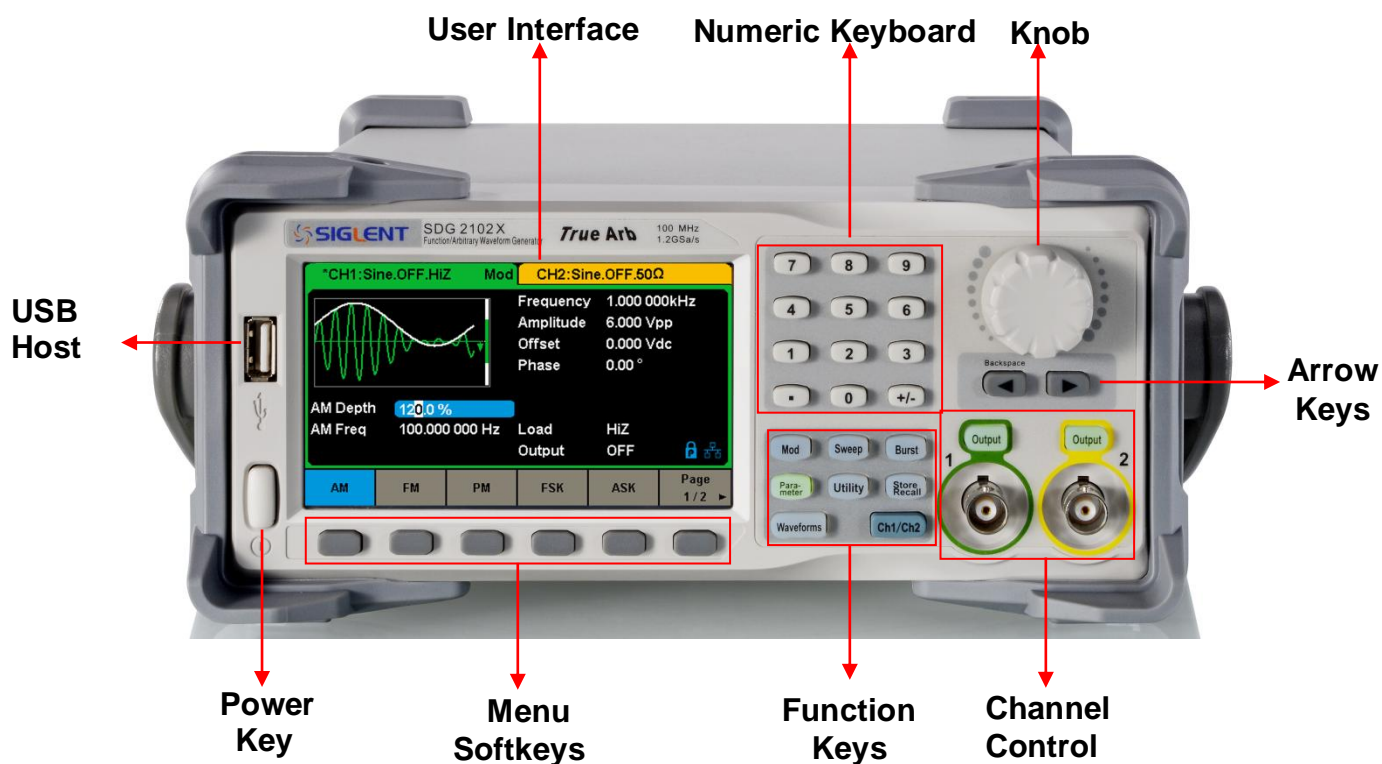 User Interface
Numeric Keyboard
Knob
SIGLENT
SDG 2102X
Function/Arbitrary Waveform Generator
True Arb
100 MHz
1.2GSa/s
*CH1:Sine.OFF.HiZ Mod
CH2:Sine.OFF.50Ω
Frequency 1.000 000kHz
Amplitude 6.000 Vpp
Offset 0.000 Vdc
Phase 0.00 °
AM Depth 120.0 %
AM Freq 100.000 000 Hz
Load HiZ
Output OFF
AM
FM
PM
FSK
ASK
Page
1 / 2 ►
7 8 9
4 5 6
1 2 3
. 0 +/-
Backspace
Mod
Sweep
Burst
Para-
meter
Utility
Store
Recall
Waveforms
Ch1/Ch2
Output
1
Output
2
USB
Host
Arrow
Keys
Power
Key
Menu
Softkeys
Function
Keys
Channel
Control